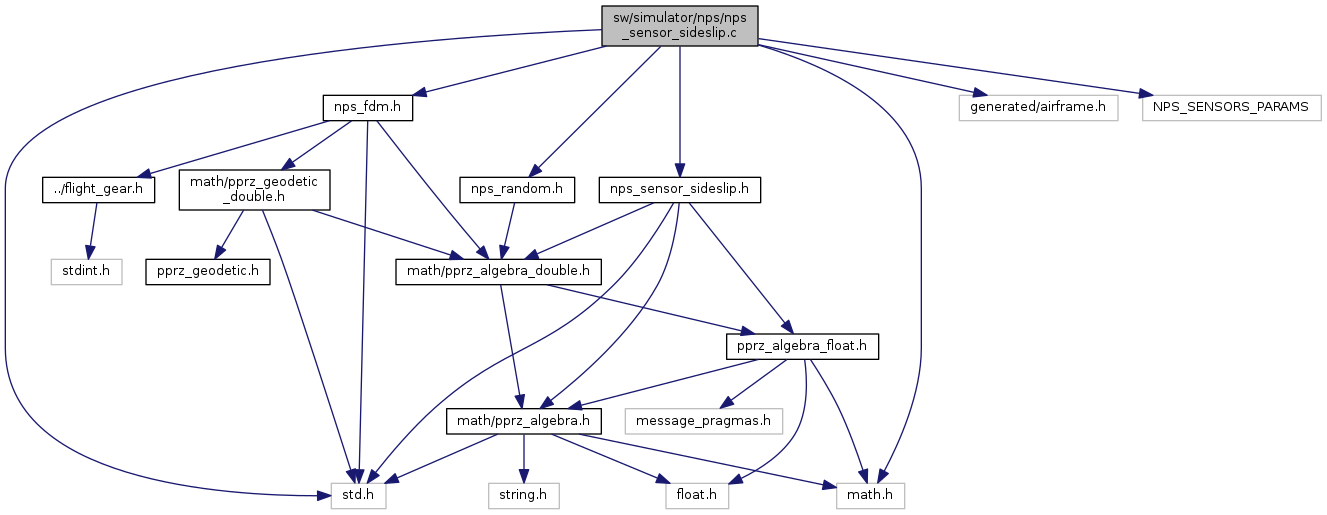 sw/simulator/nps/nps
_sensor_sideslip.c
nps_fdm.h
generated/airframe.h
NPS_SENSORS_PARAMS
../flight_gear.h
math/pprz_geodetic
_double.h
nps_random.h
nps_sensor_sideslip.h
stdint.h
pprz_geodetic.h
math/pprz_algebra_double.h
pprz_algebra_float.h
math/pprz_algebra.h
message_pragmas.h
std.h
string.h
float.h
math.h